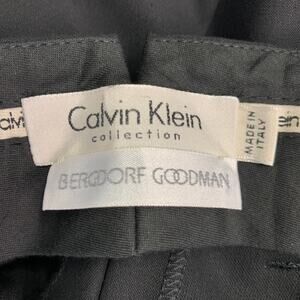 Calvin Klein
collection
MADE IN
ITALY
BERGDORF GOODMAN